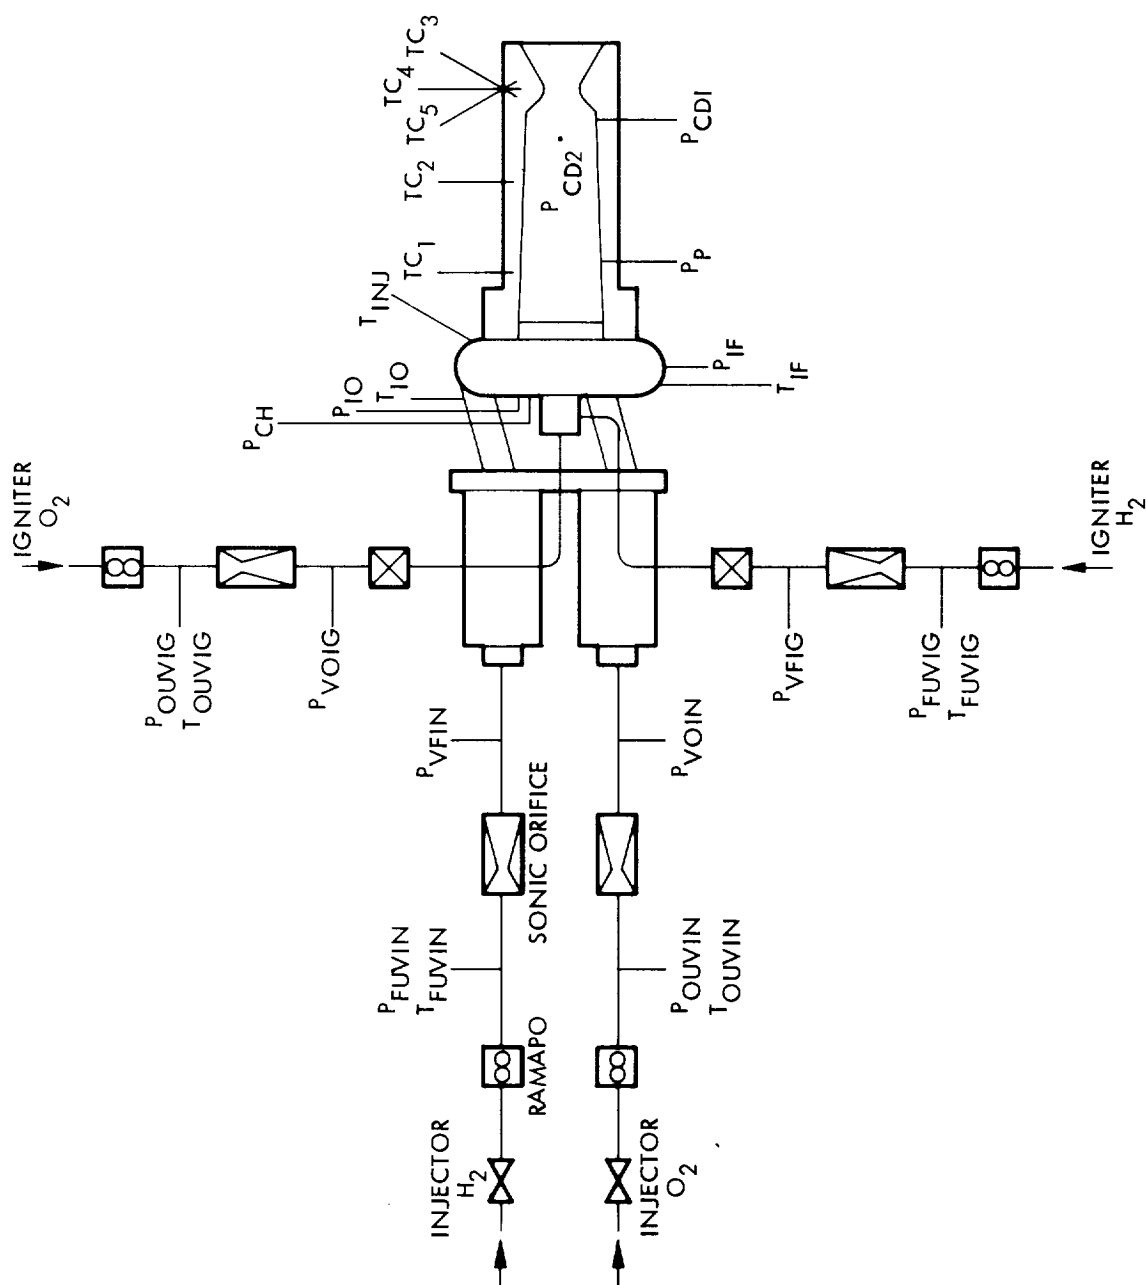 TC3
TC4
TC5
TC2
TC1
TINJ
PCDI
PCD2
PP
PIF
TIF
TIO
PIO
PCH
IGNITER
O2
POUVIG
TOUVIG
PVOIG
IGNITER
H2
PVFIG
PFUVIG
TFUVIG
PVFIN
PVOIN
SONIC ORIFICE
PFUVIN
TFUVIN
POUVIN
TOUVIN
RAMAPO
INJECTOR
H2
INJECTOR
O2